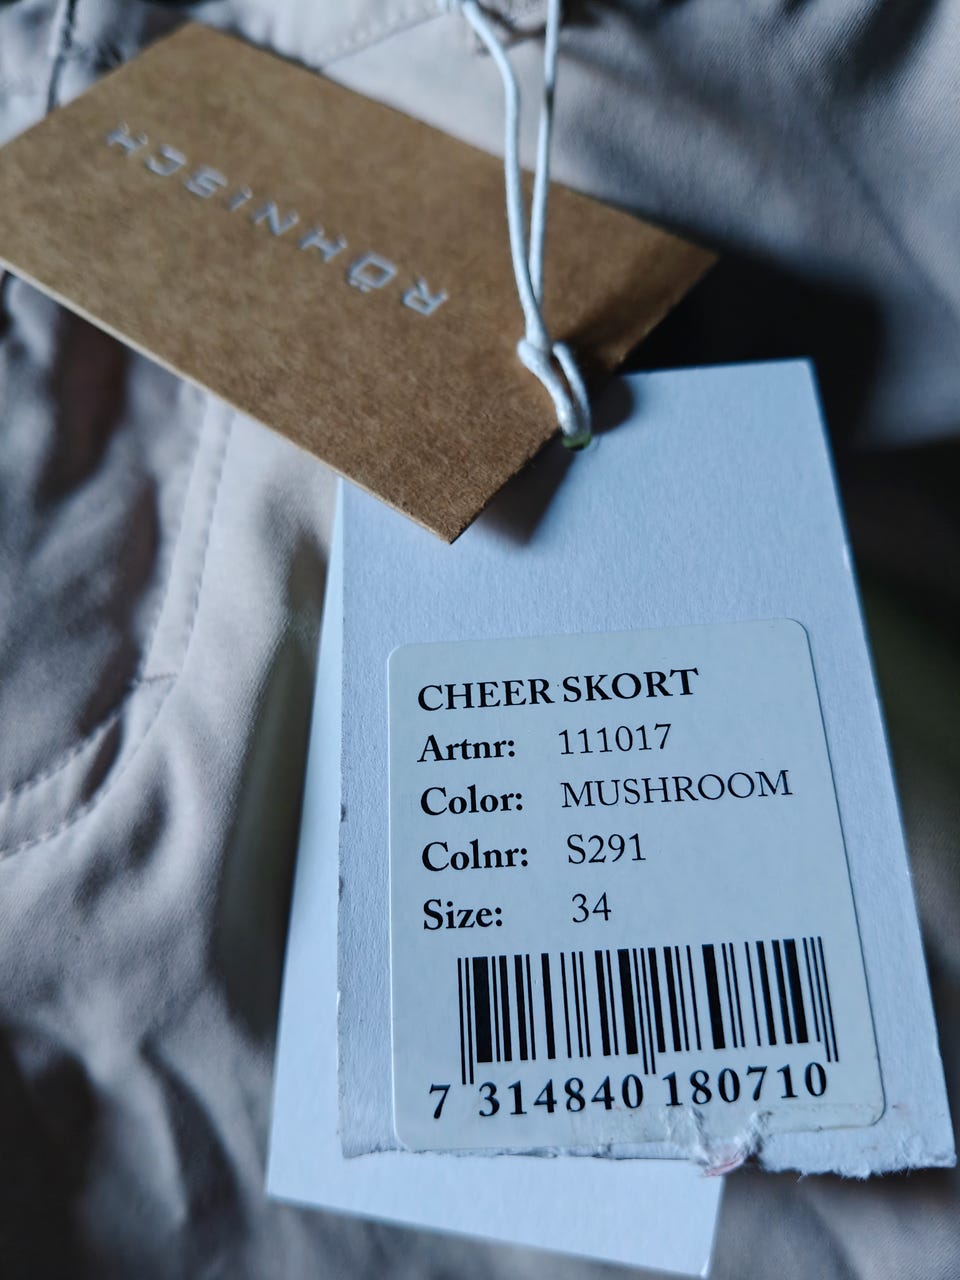 RÖHNISCH
CHEER SKORT
Artnr: 111017
Color: MUSHROOM
Colnr: S291
Size: 34
7 314840 180710